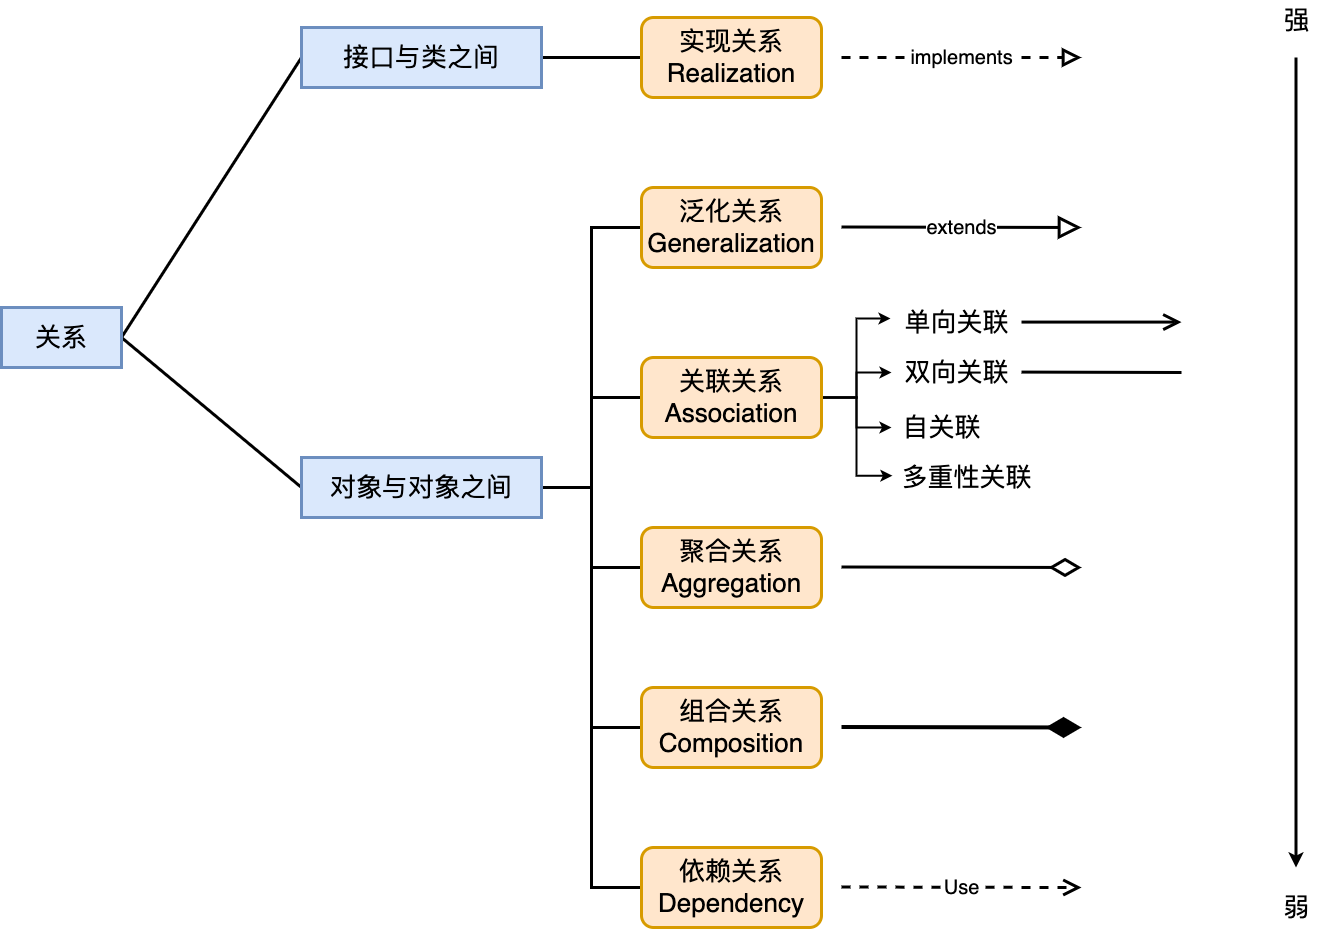 强
接口与类之间
实现关系
Realization
implements
泛化关系
Generalization
extends
关系
单向关联
双向关联
关联关系
Association
自关联
多重性关联
对象与对象之间
聚合关系
Aggregation
组合关系
Composition
依赖关系
Dependency
Use
弱